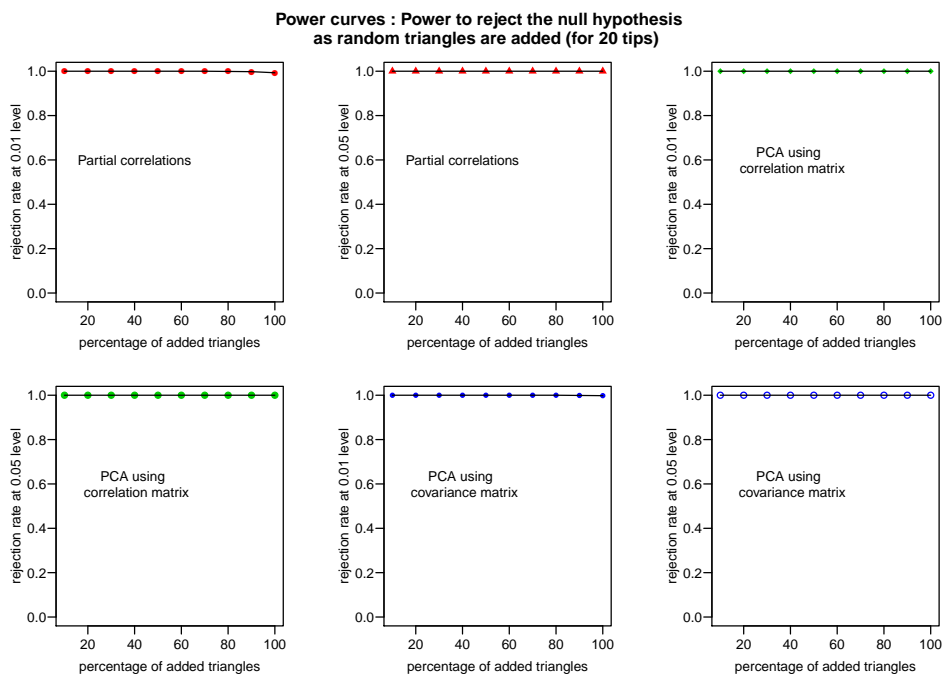 Power curves : Power to reject the null hypothesis
as random triangles are added (for 20 tips)
rejection rate at 0.01 level
1.0
0.8
0.6
0.4
0.2
0.0
Partial correlations
20 40 60 80 100
percentage of added triangles
rejection rate at 0.05 level
1.0
0.8
0.6
0.4
0.2
0.0
Partial correlations
20 40 60 80 100
percentage of added triangles
rejection rate at 0.01 level
1.0
0.8
0.6
0.4
0.2
0.0
PCA using
correlation matrix
20 40 60 80 100
percentage of added triangles
rejection rate at 0.05 level
1.0
0.8
0.6
0.4
0.2
0.0
PCA using
correlation matrix
20 40 60 80 100
percentage of added triangles
rejection rate at 0.01 level
1.0
0.8
0.6
0.4
0.2
0.0
PCA using
covariance matrix
20 40 60 80 100
percentage of added triangles
rejection rate at 0.05 level
1.0
0.8
0.6
0.4
0.2
0.0
PCA using
covariance matrix
20 40 60 80 100
percentage of added triangles